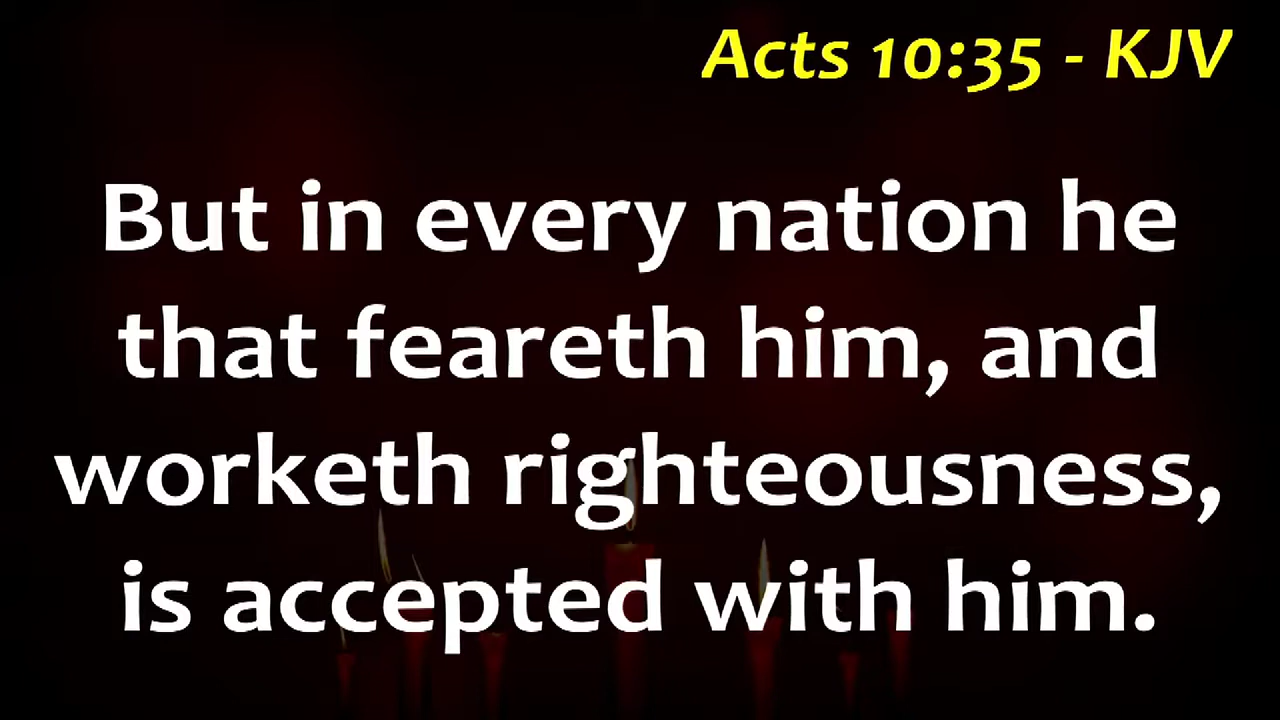 Acts 10:35 - KJV
But in every nation he
that feareth him, and
worketh righteousness,
is accepted with him.